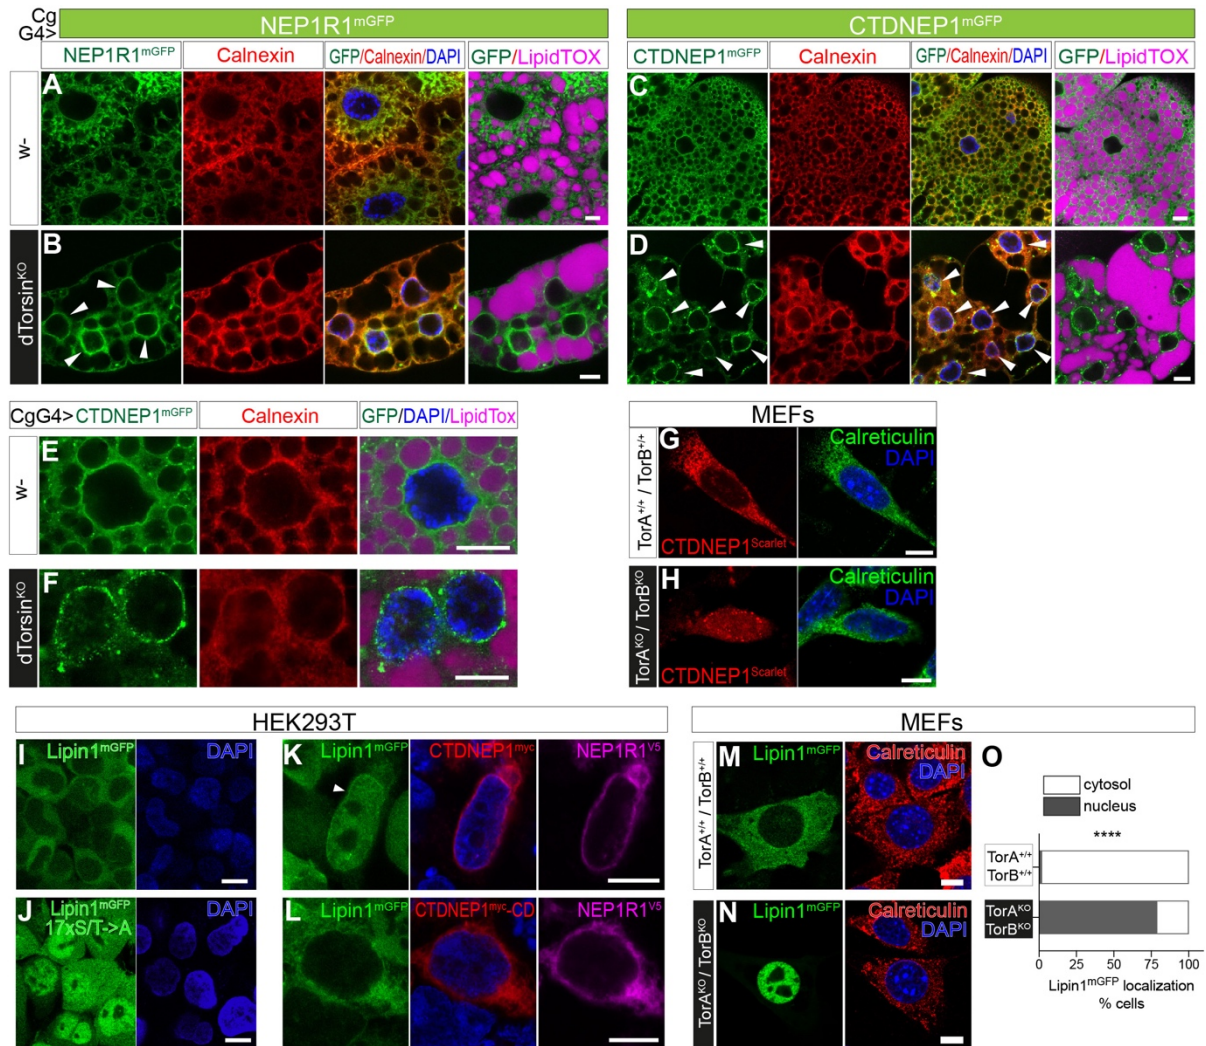 Cg
G4>
NEP1R1mGFP
CTDNEP1mGFP
NEP1R1mGFP
Calnexin
GFP/Calnexin/DAPI
GFP/LipidTOX
CTDNEP1mGFP
Calnexin
GFP/Calnexin/DAPI
GFP/LipidTOX
w-
A
C
dTorsinKO
B
D
CgG4>CTDNEP1mGFP
Calnexin
GFP/DAPI/LipidTox
MEFs
w-
E
TorA+/+ / TorB+/+
G
CTDNEP1Scarlet
Calreticulin
DAPI
dTorsinKO
F
TorAKO / TorBKO
H
CTDNEP1Scarlet
Calreticulin
DAPI
HEK293T
MEFs
I
Lipin1mGFP
DAPI
K
Lipin1mGFP
CTDNEP1myc
NEP1R1V5
TorA+/+ / TorB+/+
M
Lipin1mGFP
Calreticulin
DAPI
O
cytosol
nucleus
****
TorA+/+
TorB+/+
J
Lipin1mGFP
17xS/T->A
DAPI
L
Lipin1mGFP
CTDNEP1myc-CD
NEP1R1V5
TorAKO / TorBKO
N
Lipin1mGFP
Calreticulin
DAPI
TorAKO
TorBKO
0 25 50 75 100
Lipin1mGFP localization
% cells